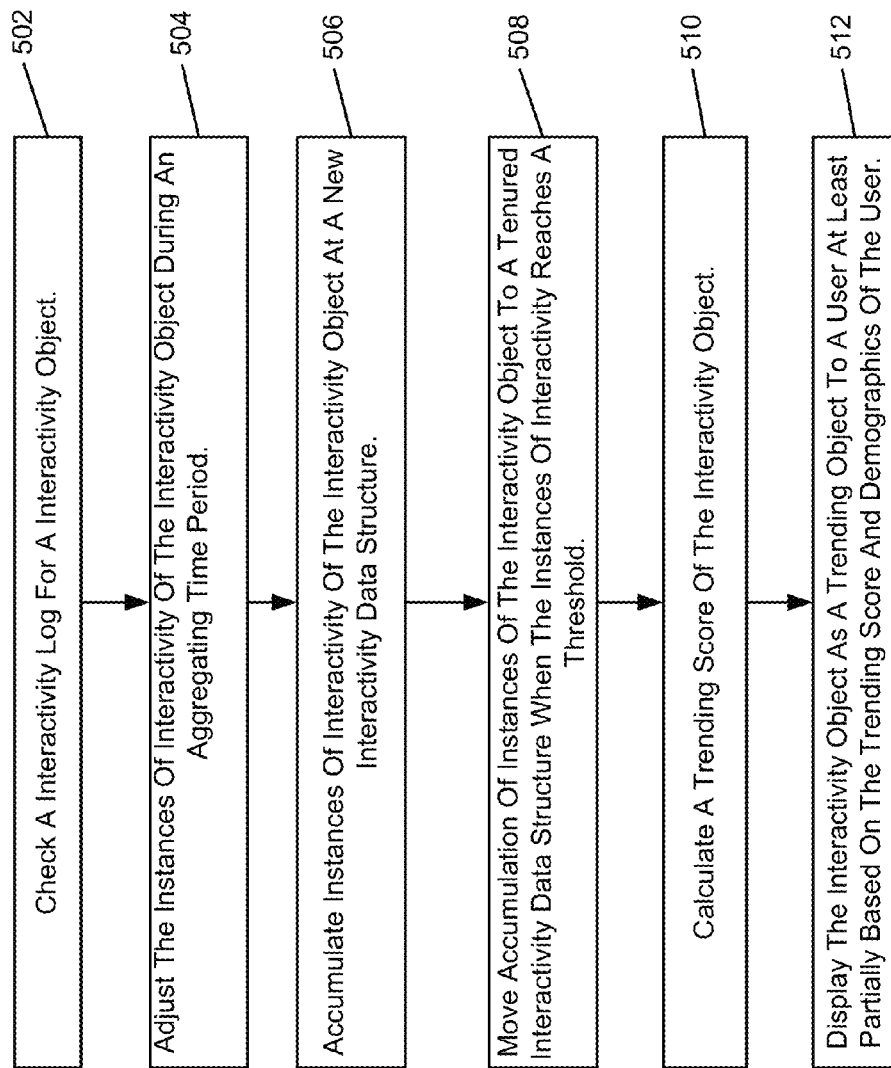 502
Check A Interactivity Log For A Interactivity Object.
504
Adjust The Instances Of Interactivity Of The Interactivity Object During An
Aggregating Time Period.
506
Accumulate Instances Of Interactivity Of The Interactivity Object At A New
Interactivity Data Structure.
508
Move Accumulation Of Instances Of The Interactivity Object To A Tenured
Interactivity Data Structure When The Instances Of Interactivity Reaches A
Threshold.
510
Calculate A Trending Score Of The Interactivity Object.
512
Display The Interactivity Object As A Trending Object To A User At Least
Partially Based On The Trending Score And Demographics Of The User.